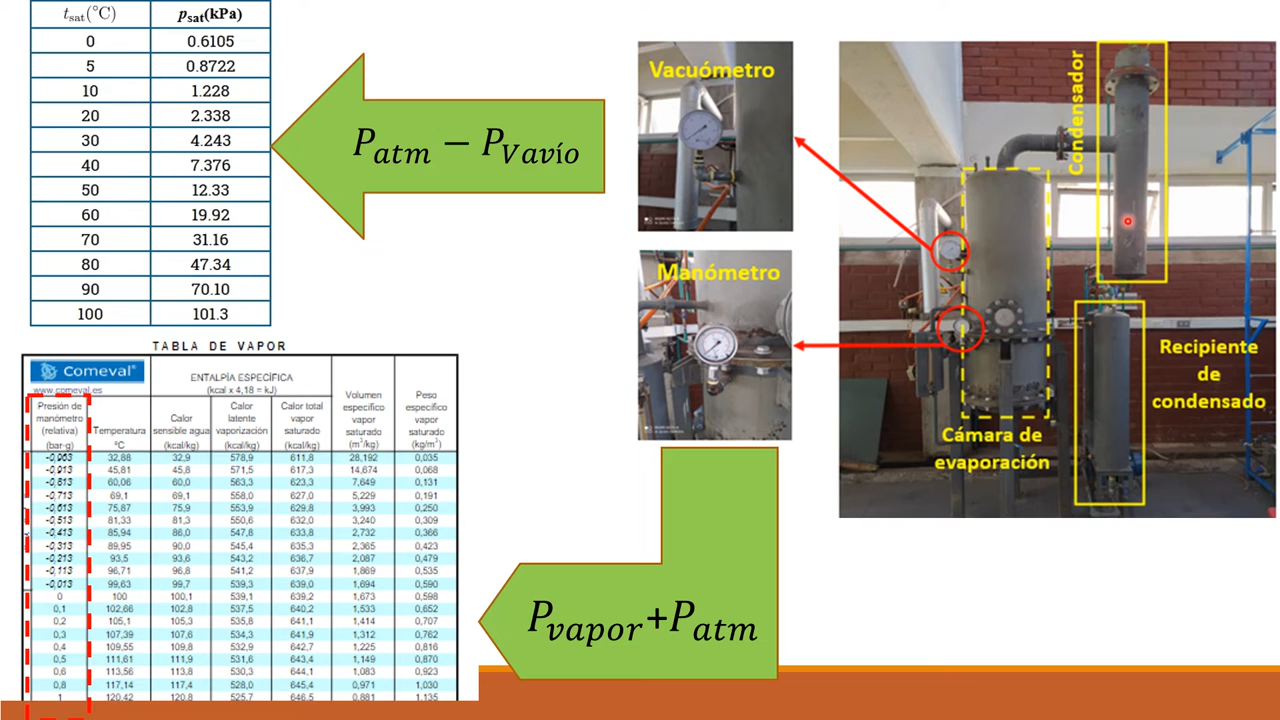 t_sat(°C) p_sat(kPa)
0 0.6105
5 0.8722
10 1.228
20 2.338
30 4.243
40 7.376
50 12.33
60 19.92
70 31.16
80 47.34
90 70.10
100 101.3
P_atm − P_Vavío
Vacuómetro
Manómetro
Condensador
Recipiente
de
condensado
Cámara de
evaporación
TABLA DE VAPOR
Comeval®
www.comeval.es
Presión de
manómetro
(relativa)
(bar-g)
Temperatura
ºC
ENTALPÍA ESPECÍFICA
(kcal x 4,18 = kJ)
Calor
sensible agua
(kcal/kg)
Calor
latente
vaporización
(kcal/kg)
Calor total
vapor
saturado
(kcal/kg)
Volumen
específico
vapor
saturado
(m³/kg)
Peso
específico
vapor
saturado
(kg/m³)
-0,963 32,88 32,9 578,9 611,8 28,192 0,035
-0,913 45,81 45,8 571,5 617,3 14,674 0,068
-0,813 60,06 60,0 563,3 623,3 7,649 0,131
-0,713 69,1 69,1 558,0 627,0 5,229 0,191
-0,613 75,87 75,9 553,9 629,8 3,993 0,250
-0,513 81,33 81,3 550,6 632,0 3,240 0,309
-0,413 85,94 86,0 547,8 633,8 2,732 0,366
-0,313 89,95 90,0 545,4 635,3 2,365 0,423
-0,213 93,5 93,6 543,2 636,7 2,087 0,479
-0,113 96,71 96,8 541,2 637,9 1,869 0,535
-0,013 99,63 99,7 539,3 639,0 1,694 0,590
0 100 100,1 539,1 639,2 1,673 0,598
0,1 102,66 102,8 537,5 640,2 1,533 0,652
0,2 105,1 105,3 535,8 641,1 1,414 0,707
0,3 107,39 107,6 534,3 641,9 1,312 0,762
0,4 109,55 109,8 532,9 642,7 1,225 0,816
0,5 111,61 111,9 531,6 643,4 1,149 0,870
0,6 113,56 113,8 530,3 644,1 1,083 0,923
0,8 117,14 117,4 528,0 645,4 0,971 1,030
1 120,42 120,8 525,7 646,5 0,881 1,135
P_vapor+P_atm